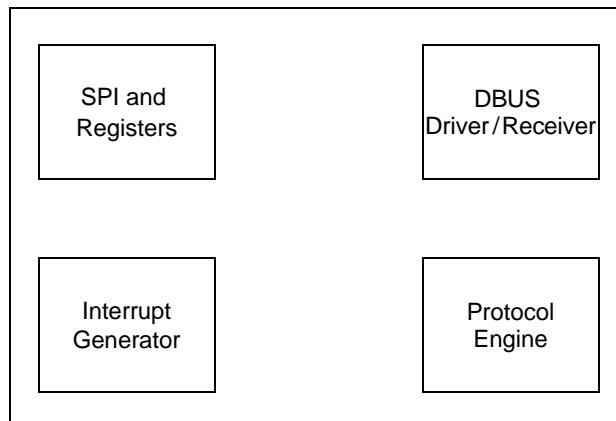 SPI and
Registers
DBUS
Driver/Receiver
Interrupt
Generator
Protocol
Engine